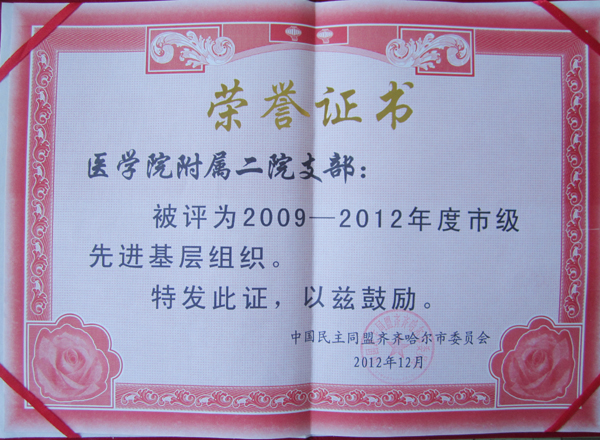 荣誉证书
医学院附属二院支部：
被评为2009—2012年度市级
先进基层组织。
特发此证，以兹鼓励。
中国民主同盟齐齐哈尔市委员会
2012年12月